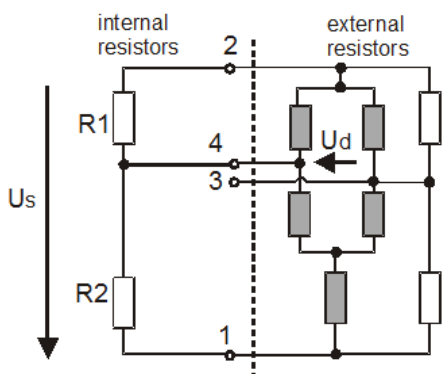 internal
resistors
external
resistors
2
R1
4
Ud
3
Us
R2
1